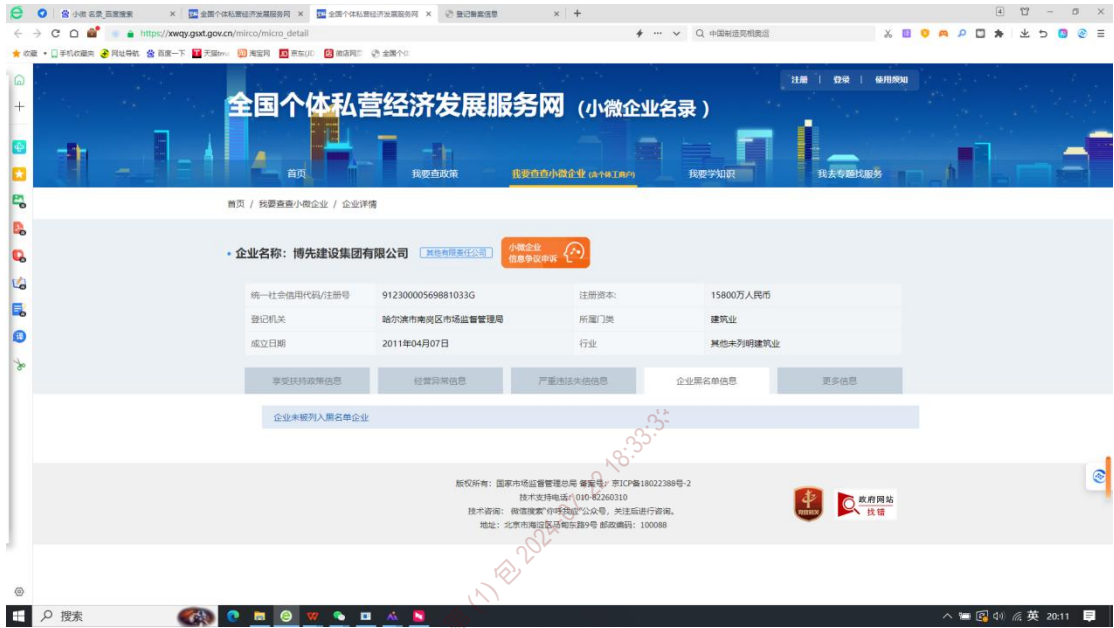 小微 名录_百度搜索
全国个体私营经济发展服务网
全国个体私营经济发展服务网
登记备案信息
https://xwqy.gsxt.gov.cn/mirco/micro_detail
中国制造亮相奥运
收藏
手机收藏夹
网址导航
百度一下
天猫
淘宝网
京东
全国个
注册 | 登录 | 使用须知
全国个体私营经济发展服务网 (小微企业名录 )
首页
我要查政策
我要查查小微企业 (含个体工商户)
我要学知识
我去专题找服务
首页 / 我要查查小微企业 / 企业详情
企业名称: 博先建设集团有限公司
其他有限责任公司
小微企业
信息争议申诉
统一社会信用代码/注册号 91230000569881033G 注册资本: 15800万人民币
登记机关 哈尔滨市南岗区市场监督管理局 所属门类 建筑业
成立日期 2011年04月07日 行业 其他未列明建筑业
享受扶持政策信息 经营异常信息 严重违法失信信息 企业黑名单信息 更多信息
企业未被列入黑名单企业
版权所有: 国家市场监督管理总局 备案号: 京ICP备18022388号-2
技术支持电话: 010-82260310
技术咨询: 微信搜索"你呼我应"公众号, 关注后进行咨询。
地址: 北京市海淀区马甸东路9号 邮政编码: 100088
政府网站
找错
(1) 包 2024-07-22 18:33:33
搜索
英 20:11